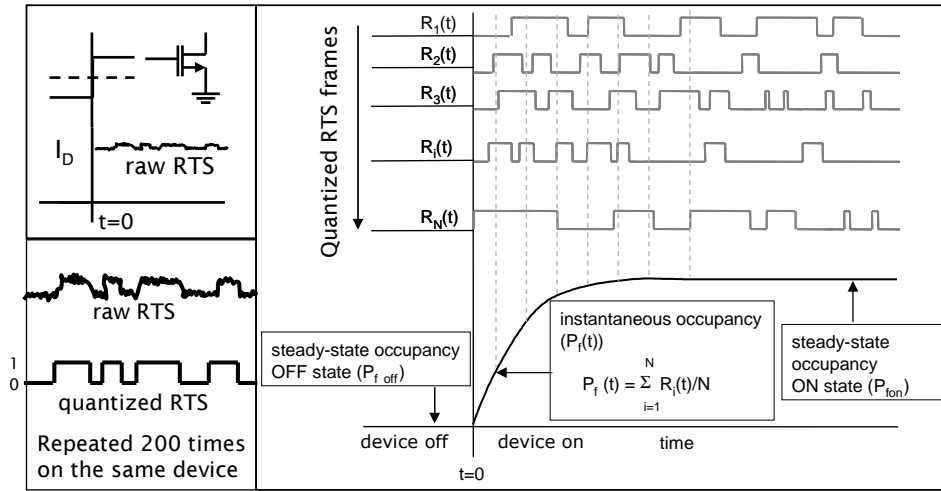 I_D
raw RTS
t=0
raw RTS
1
0
quantized RTS
Repeated 200 times
on the same device
Quantized RTS frames
R_1(t)
R_2(t)
R_3(t)
R_i(t)
R_N(t)
steady-state occupancy
OFF state (P_f off)
instantaneous occupancy
(P_f(t))
N
P_f (t) = Σ R_i(t)/N
i=1
steady-state
occupancy
ON state (P_fon)
device off
device on
time
t=0